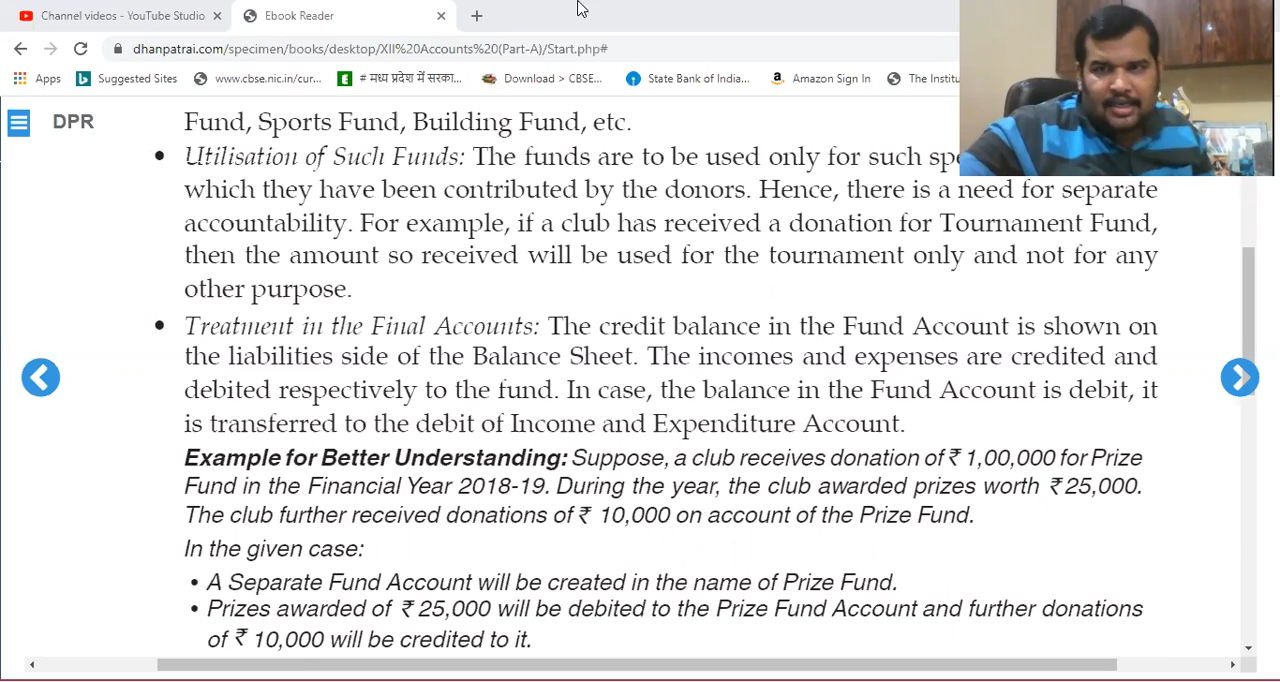 Channel videos - YouTube Studio
Ebook Reader
dhanpatrai.com/specimen/books/desktop/XII%20Accounts%20(Part-A)/Start.php#
Apps
Suggested Sites
www.cbse.nic.in/cur...
# मध्य प्रदेश में सरका...
Download > CBSE...
State Bank of India...
Amazon Sign In
The Institu
DPR
Fund, Sports Fund, Building Fund, etc.
• Utilisation of Such Funds: The funds are to be used only for such
which they have been contributed by the donors. Hence, there is a need for separate
accountability. For example, if a club has received a donation for Tournament Fund,
then the amount so received will be used for the tournament only and not for any
other purpose.
• Treatment in the Final Accounts: The credit balance in the Fund Account is shown on
the liabilities side of the Balance Sheet. The incomes and expenses are credited and
debited respectively to the fund. In case, the balance in the Fund Account is debit, it
is transferred to the debit of Income and Expenditure Account.
Example for Better Understanding: Suppose, a club receives donation of ₹ 1,00,000 for Prize
Fund in the Financial Year 2018-19. During the year, the club awarded prizes worth ₹ 25,000.
The club further received donations of ₹ 10,000 on account of the Prize Fund.
In the given case:
• A Separate Fund Account will be created in the name of Prize Fund.
• Prizes awarded of ₹ 25,000 will be debited to the Prize Fund Account and further donations
of ₹ 10,000 will be credited to it.